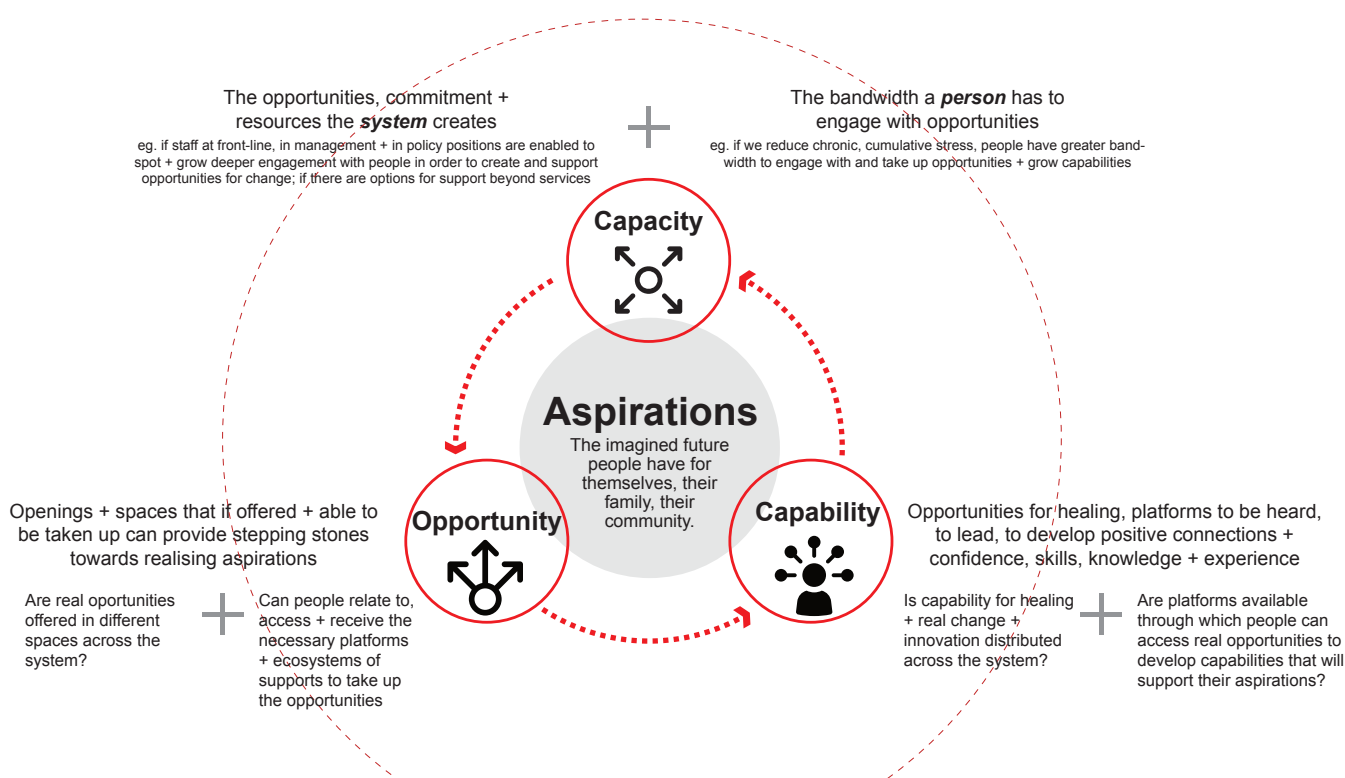 The opportunities, commitment +
resources the system creates
eg. if staff at front-line, in management + in policy positions are enabled to
spot + grow deeper engagement with people in order to create and support
opportunities for change; if there are options for support beyond services
The bandwidth a person has to
engage with opportunities
eg. if we reduce chronic, cumulative stress, people have greater band-
width to engage with and take up opportunities + grow capabilities
Capacity
Aspirations
The imagined future
people have for
themselves, their
family, their
community.
Openings + spaces that if offered + able to
be taken up can provide stepping stones
towards realising aspirations
Are real oportunities
offered in different
spaces across the
system?
Can people relate to,
access + receive the
necessary platforms
+ ecosystems of
supports to take up
the opportunities
Opportunity
Capability
Opportunities for healing, platforms to be heard,
to lead, to develop positive connections +
confidence, skills, knowledge + experience
Is capability for healing
+ real change +
innovation distributed
across the system?
Are platforms available
through which people can
access real opportunities to
develop capabilities that will
support their aspirations?